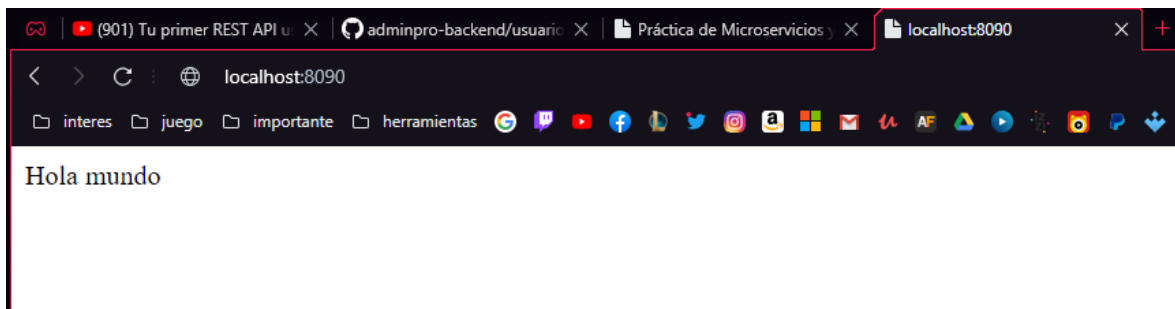 (901) Tu primer REST API u
adminpro-backend/usuario
Práctica de Microservicios y
localhost:8090
localhost:8090
interes juego importante herramientas
Hola mundo